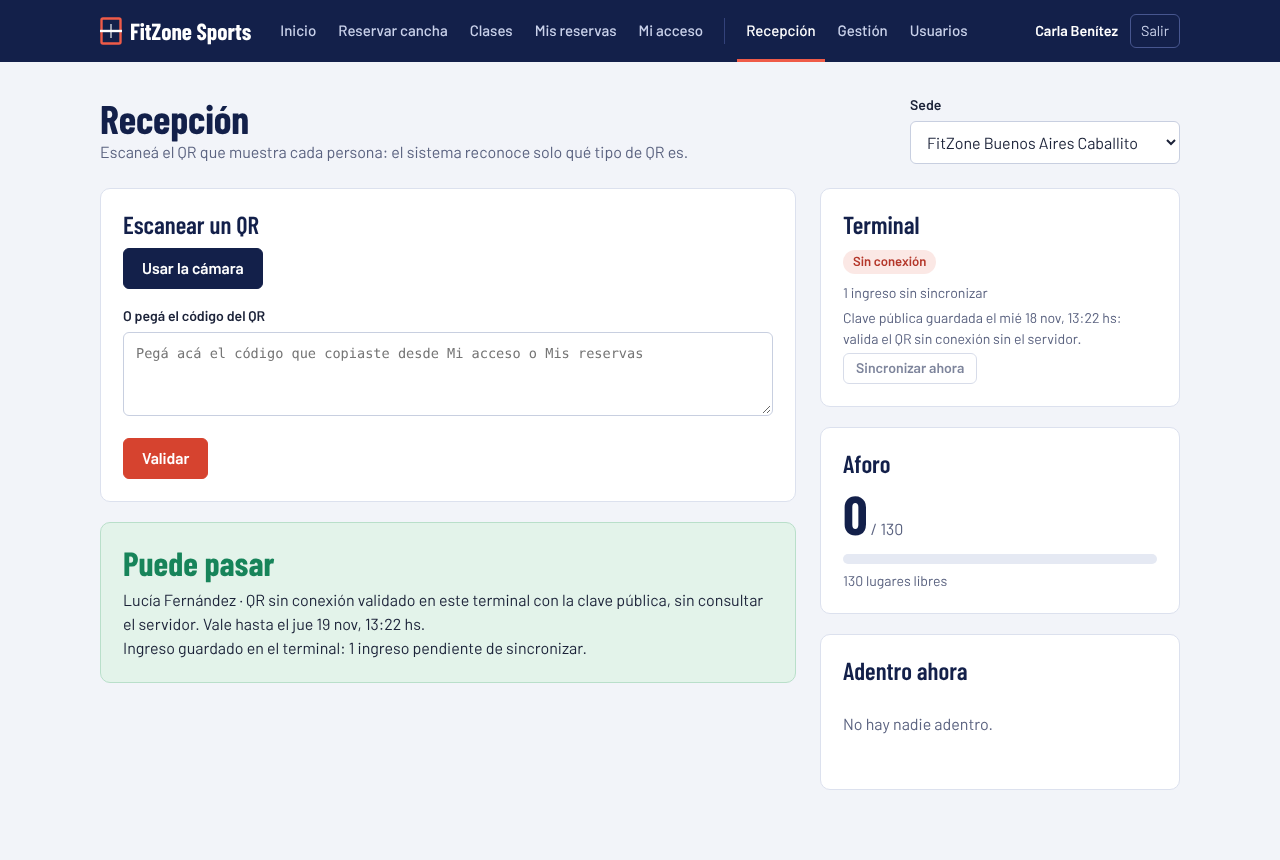 FitZone Sports
Inicio
Reservar cancha
Clases
Mis reservas
Mi acceso
Recepción
Gestión
Usuarios
Carla Benítez
Salir
Recepción
Escaneá el QR que muestra cada persona: el sistema reconoce solo qué tipo de QR es.
Sede
FitZone Buenos Aires Caballito
Escanear un QR
Usar la cámara
O pegá el código del QR
Pegá acá el código que copiaste desde Mi acceso o Mis reservas
Validar
Puede pasar
Lucía Fernández · QR sin conexión validado en este terminal con la clave pública, sin consultar
el servidor. Vale hasta el jue 19 nov, 13:22 hs.
Ingreso guardado en el terminal: 1 ingreso pendiente de sincronizar.
Terminal
Sin conexión
1 ingreso sin sincronizar
Clave pública guardada el mié 18 nov, 13:22 hs:
valida el QR sin conexión sin el servidor.
Sincronizar ahora
Aforo
0 / 130
130 lugares libres
Adentro ahora
No hay nadie adentro.